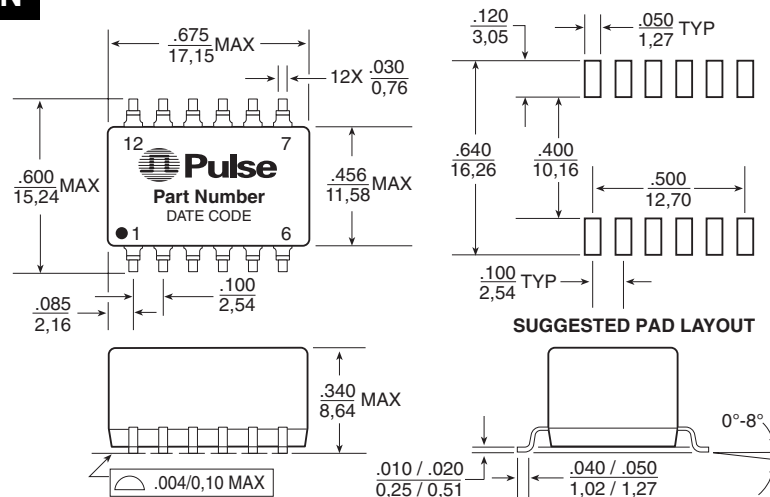 N
.675
17,15 MAX
12X .030
0,76
12 7
Pulse
Part Number
DATE CODE
1 6
.600
15,24 MAX
.456
11,58 MAX
.085
2,16
.100
2,54
.120
3,05
.050
1,27 TYP
.640
16,26
.400
10,16
.500
12,70
.100
2,54 TYP
SUGGESTED PAD LAYOUT
.340
8,64 MAX
.004/0,10 MAX
0°-8°
.010 / .020
0,25 / 0,51
.040 / .050
1,02 / 1,27